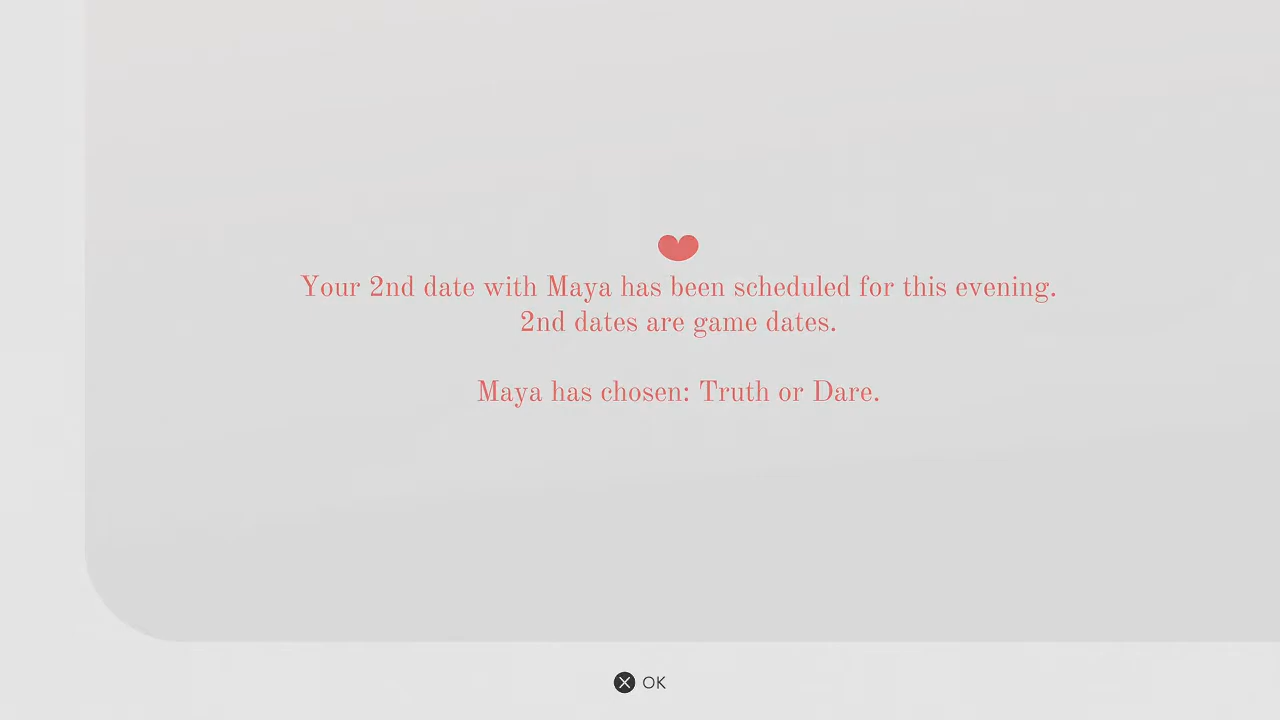 Your 2nd date with Maya has been scheduled for this evening.
2nd dates are game dates.
Maya has chosen: Truth or Dare.
OK